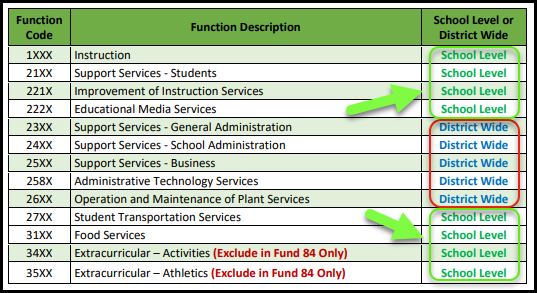 Function Code Function Description School Level or District Wide
1XXX Instruction School Level
21XX Support Services - Students School Level
221X Improvement of Instruction Services School Level
222X Educational Media Services School Level
23XX Support Services - General Administration District Wide
24XX Support Services - School Administration District Wide
25XX Support Services - Business District Wide
258X Administrative Technology Services District Wide
26XX Operation and Maintenance of Plant Services District Wide
27XX Student Transportation Services School Level
31XX Food Services School Level
34XX Extracurricular – Activities (Exclude in Fund 84 Only) School Level
35XX Extracurricular – Athletics (Exclude in Fund 84 Only) School Level